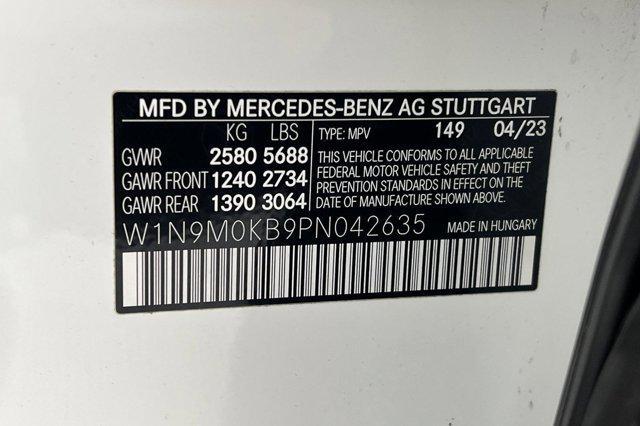 MFD BY MERCEDES-BENZ AG STUTTGART
KG LBS TYPE: MPV 149 04/23
GVWR 2580 5688
GAWR FRONT 1240 2734
GAWR REAR 1390 3064
THIS VEHICLE CONFORMS TO ALL APPLICABLE
FEDERAL MOTOR VEHICLE SAFETY AND THEFT
PREVENTION STANDARDS IN EFFECT ON THE
DATE OF MANUFACTURE SHOWN ABOVE.
W1N9M0KB9PN042635 MADE IN HUNGARY